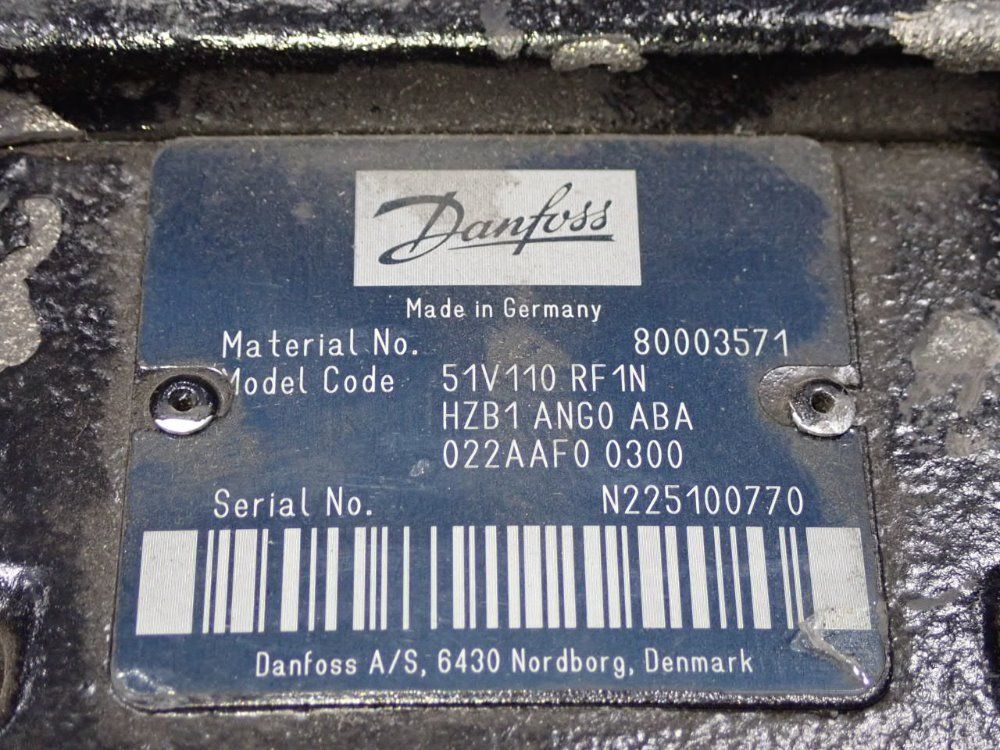 Danfoss
Made in Germany
Material No. 80003571
Model Code 51V110 RF1N
HZB1 ANG0 ABA
022AAF0 0300
Serial No. N225100770
Danfoss A/S, 6430 Nordborg, Denmark